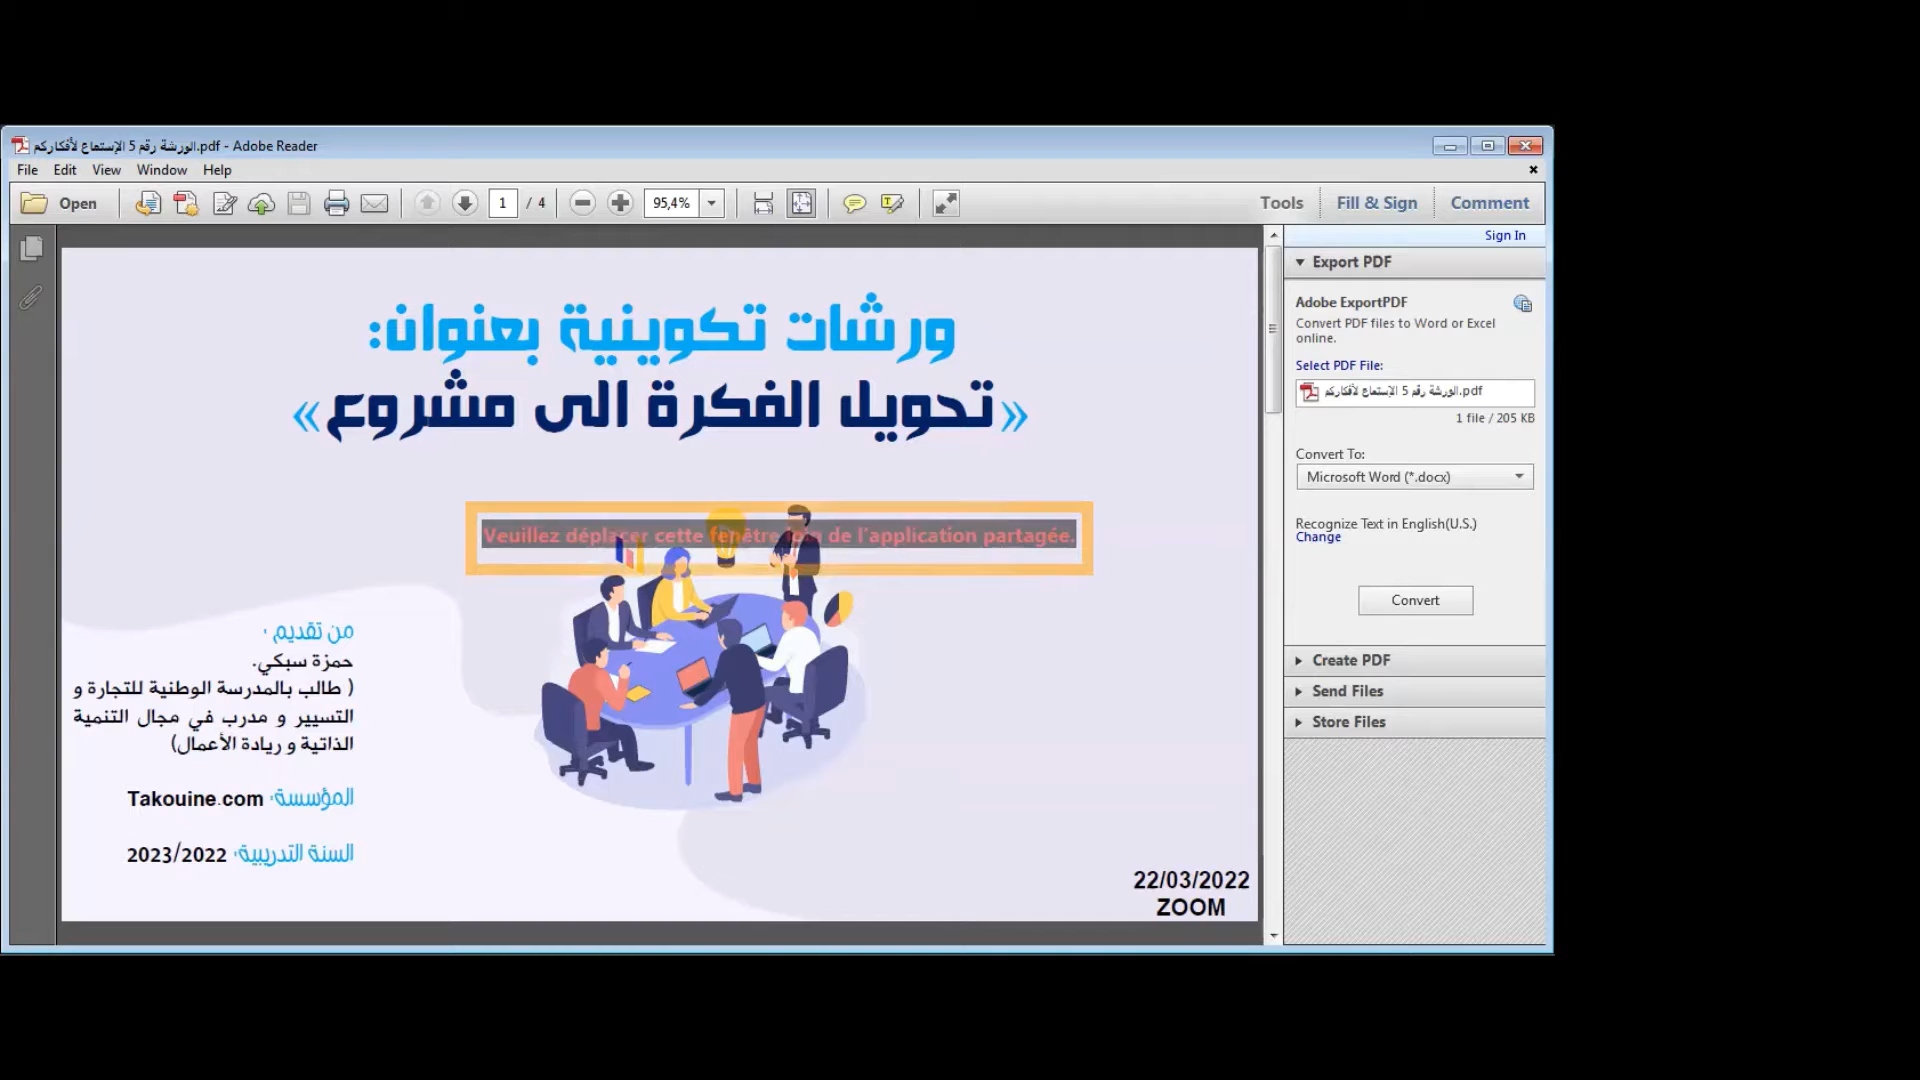 الورشة رقم 5 الإستماع لأفكاركم.pdf - Adobe Reader
File Edit View Window Help
Open 1 / 4 95,4% Tools Fill & Sign Comment
Sign In
Export PDF
Adobe ExportPDF
Convert PDF files to Word or Excel
online.
Select PDF File:
الورشة رقم 5 الإستماع لأفكاركم.pdf
1 file / 205 KB
Convert To:
Microsoft Word (*.docx)
Recognize Text in English(U.S.)
Change
Convert
Create PDF
Send Files
Store Files
ورشات تكوينية بعنوان:
«تحويل الفكرة الى مشروع»
Veuillez déplacer cette fenêtre loin de l'application partagée.
من تقديم :
حمزة سبكي.
( طالب بالمدرسة الوطنية للتجارة و
التسيير و مدرب في مجال التنمية
الذاتية و ريادة الأعمال)
المؤسسة: Takouine.com
السنة التدريبية: 2023/2022
22/03/2022
ZOOM